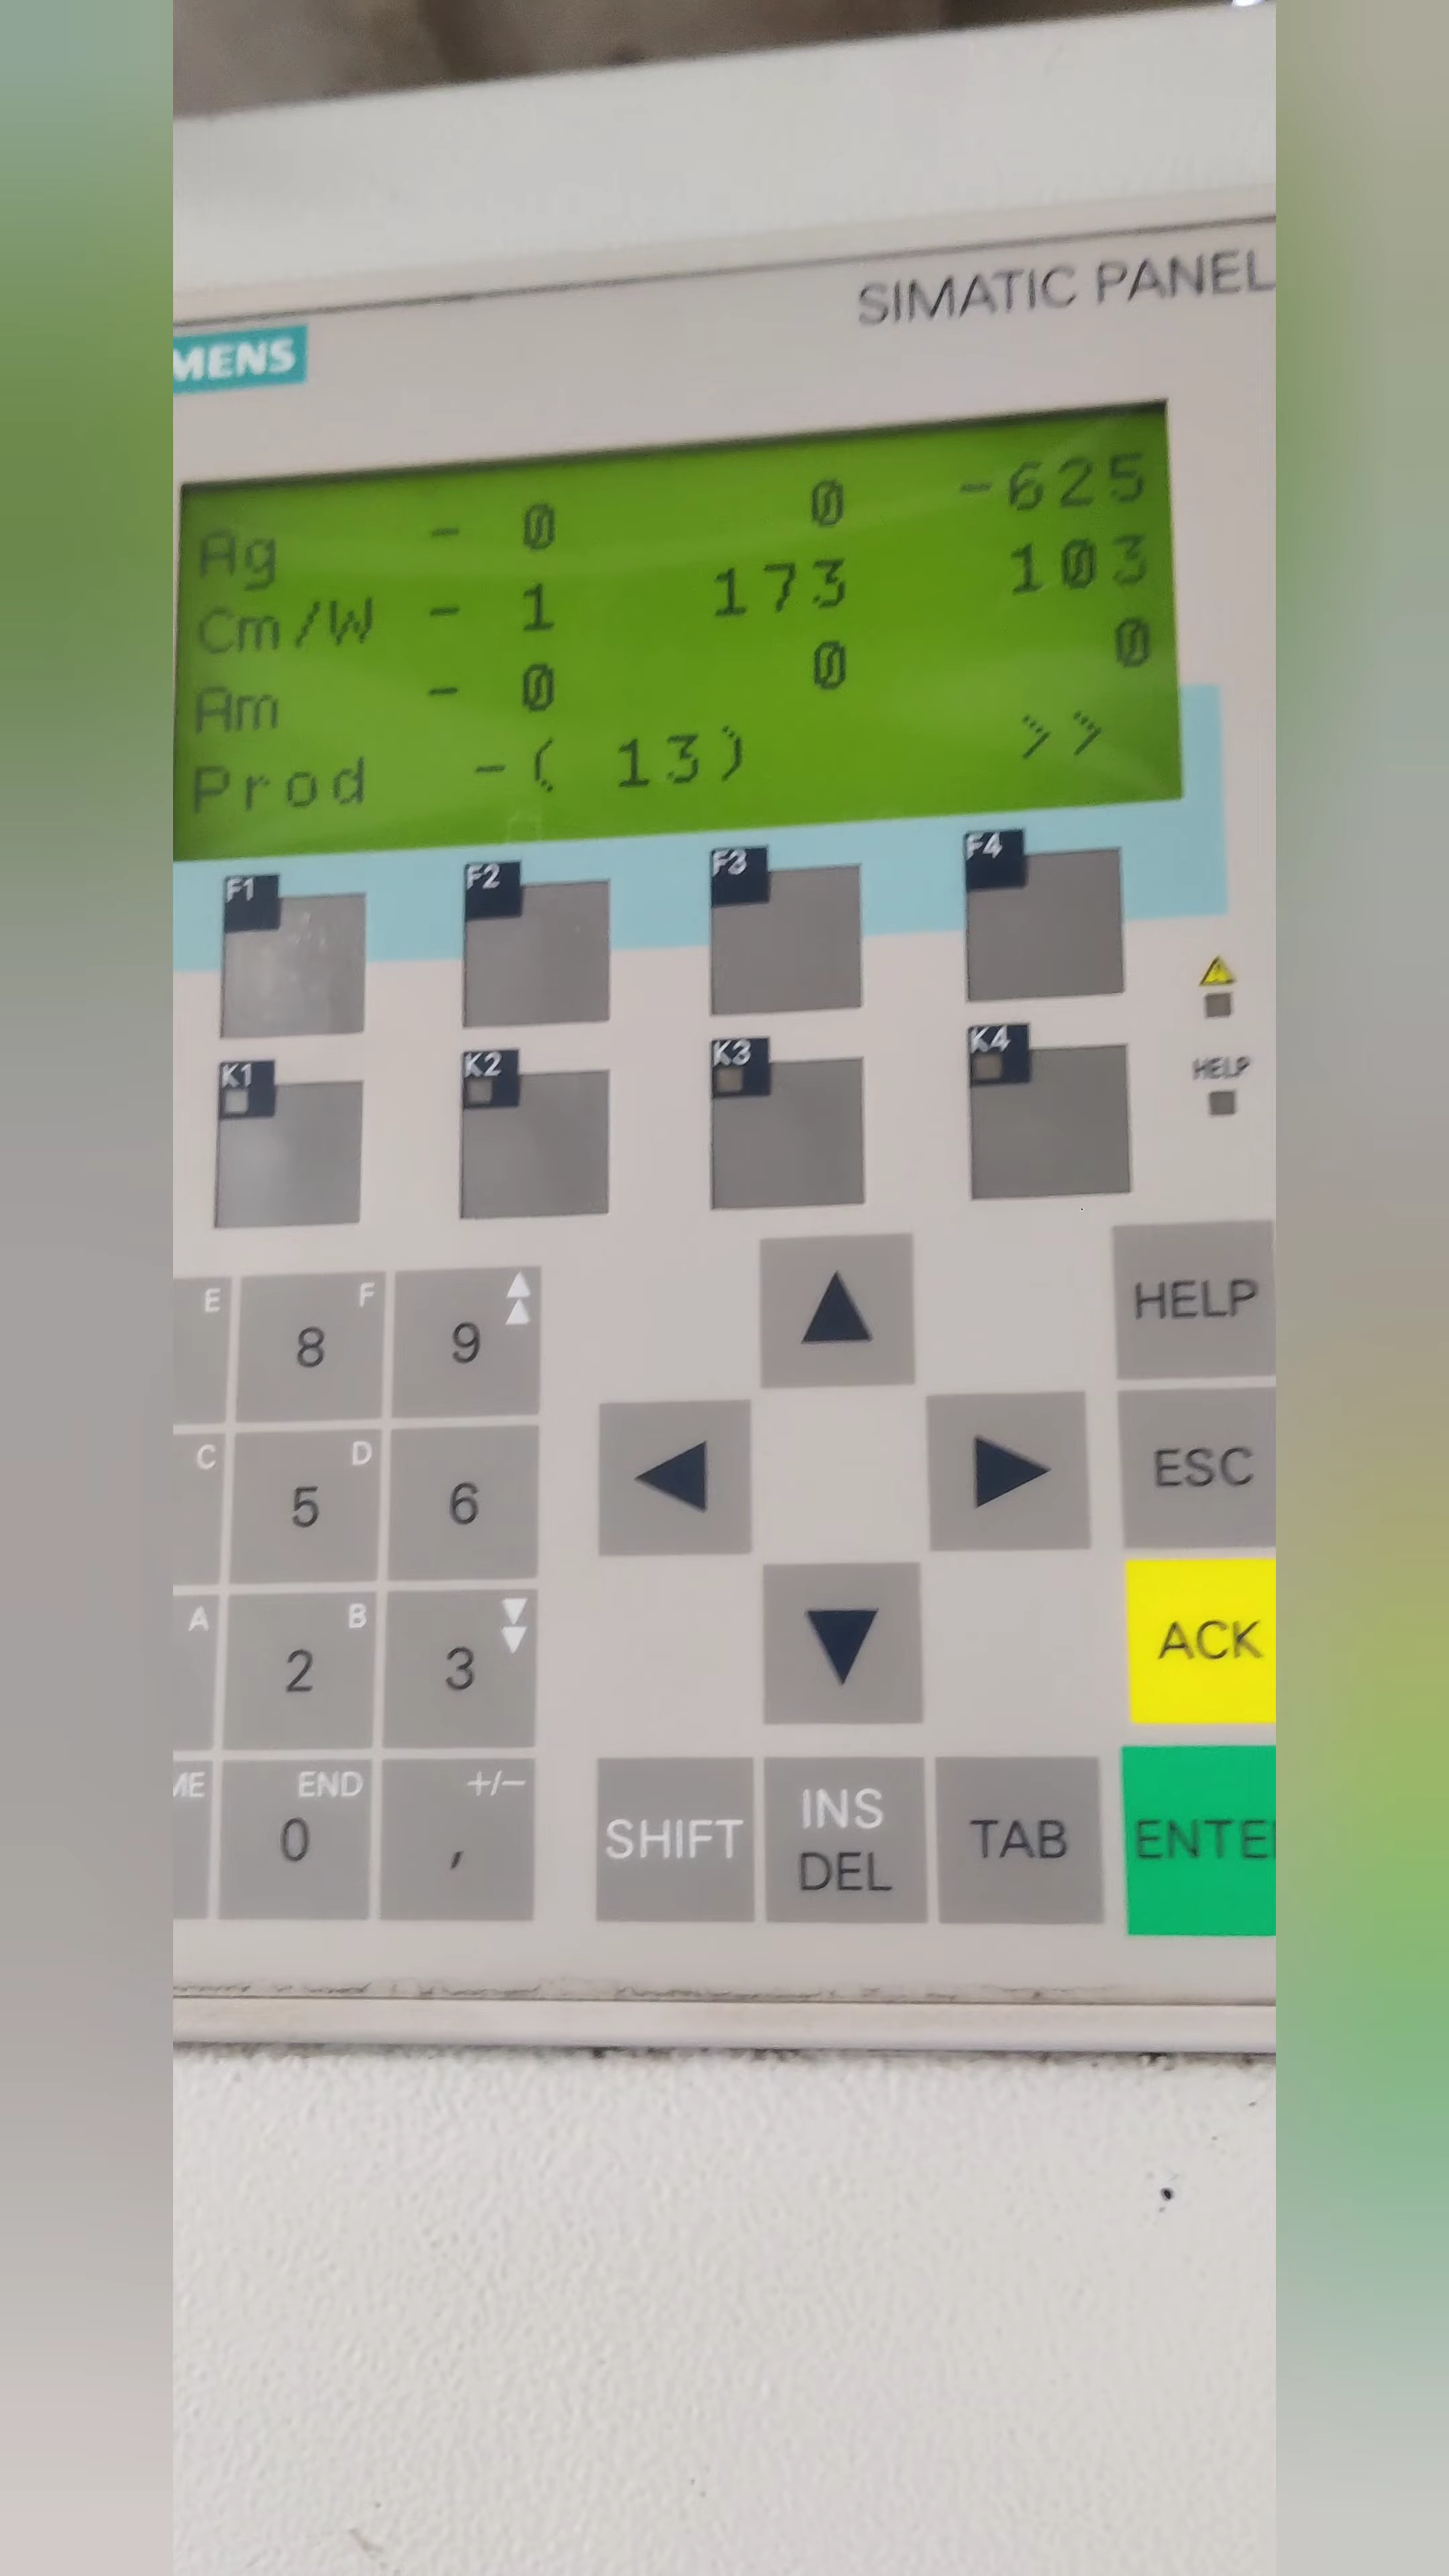 SIMATIC PANEL
MENS
Ag - 0 0 -625
Cm/W - 1 173 103
Am - 0 0 0
Prod -( 13) >>
F1 F2 F3 F4
K1 K2 K3 K4
HELP
E 8 F 9 HELP
C 5 D 6 ESC
A 2 B 3 ACK
ME 0 END , +/- SHIFT INS DEL TAB ENTE